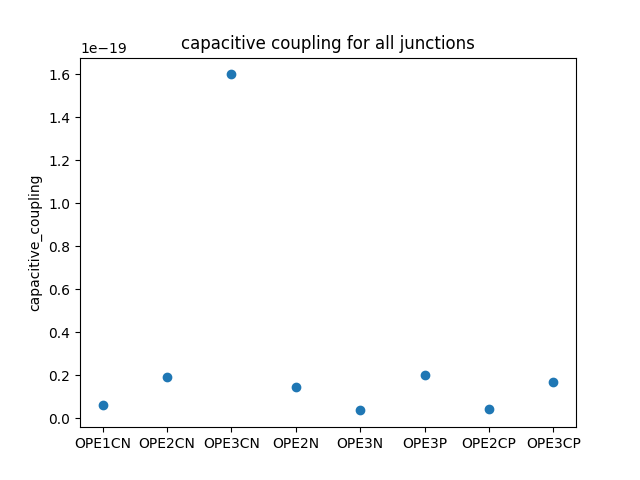 capacitive coupling for all junctions
1e−19
1.6
1.4
1.2
1.0
0.8
0.6
0.4
0.2
0.0
capacitive_coupling
OPE1CN OPE2CN OPE3CN OPE2N OPE3N OPE3P OPE2CP OPE3CP